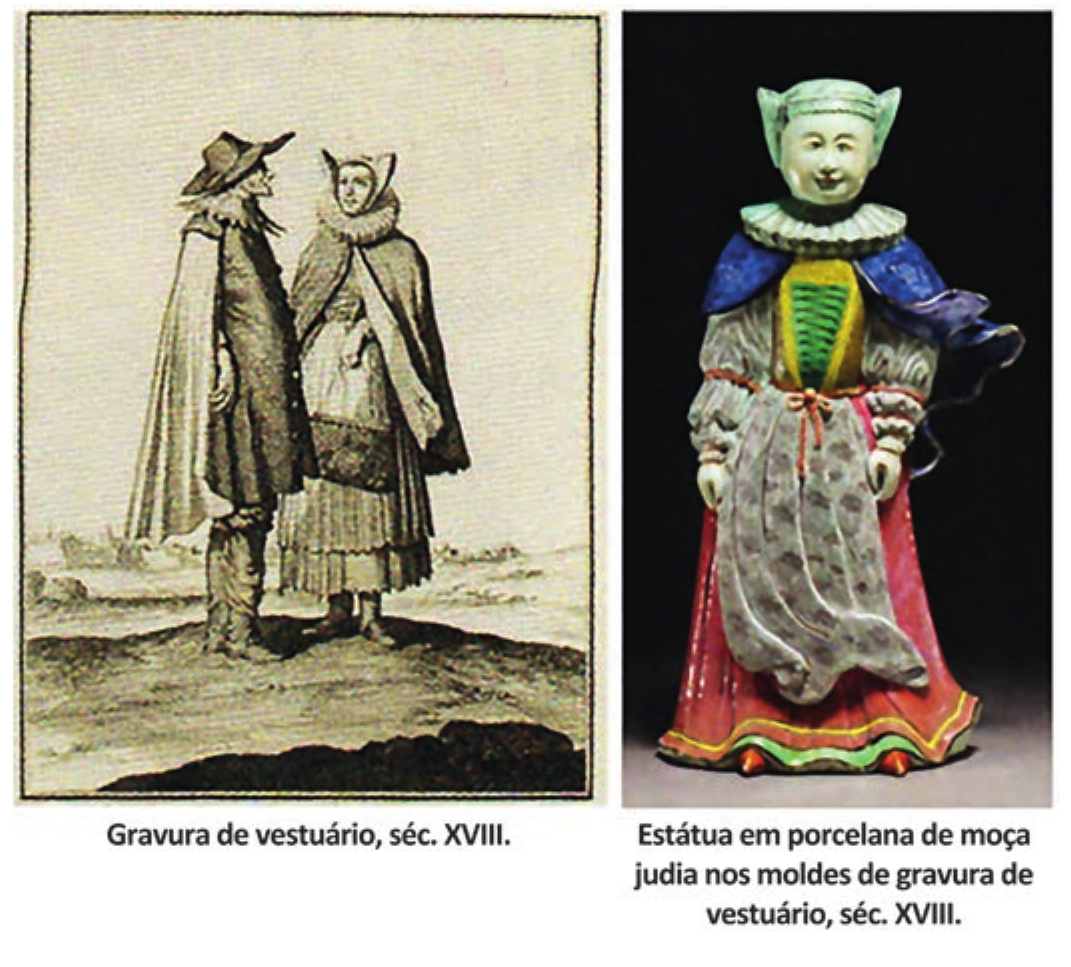 Gravura de vestuário, séc. XVIII.
Estátua em porcelana de moça
judia nos moldes de gravura de
vestuário, séc. XVIII.